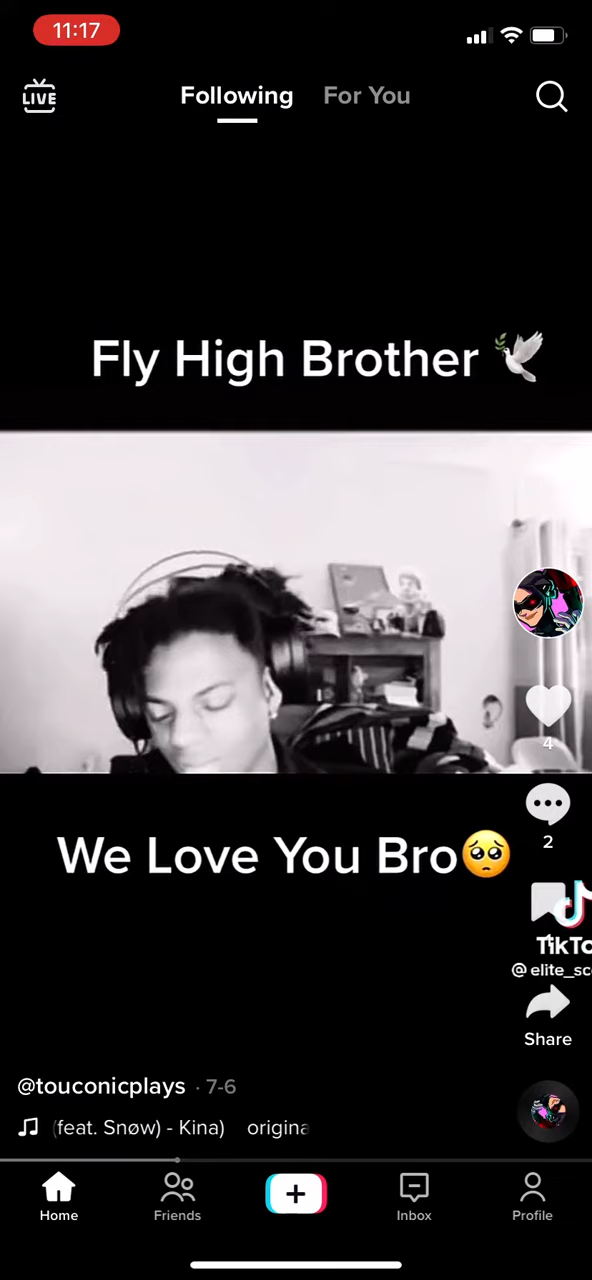 11:17
LIVE
Following
For You
Fly High Brother 🕊️
4
We Love You Bro🥺
2
TikTo
@elite_sc
Share
@touconicplays · 7-6
(feat. Snøw) - Kina) origina
Home
Friends
Inbox
Profile